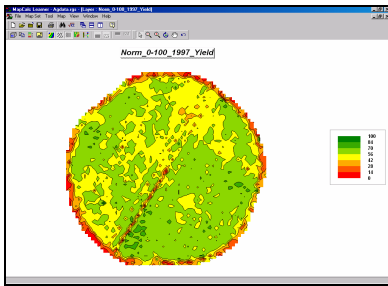 MapCalc Learner - Agdata.rgs - [Layer : Norm_0-100_1997_Yield]
File Map Set Tool Map View Window Help
Norm_0-100_1997_Yield
84
70
56
42
28
14
0